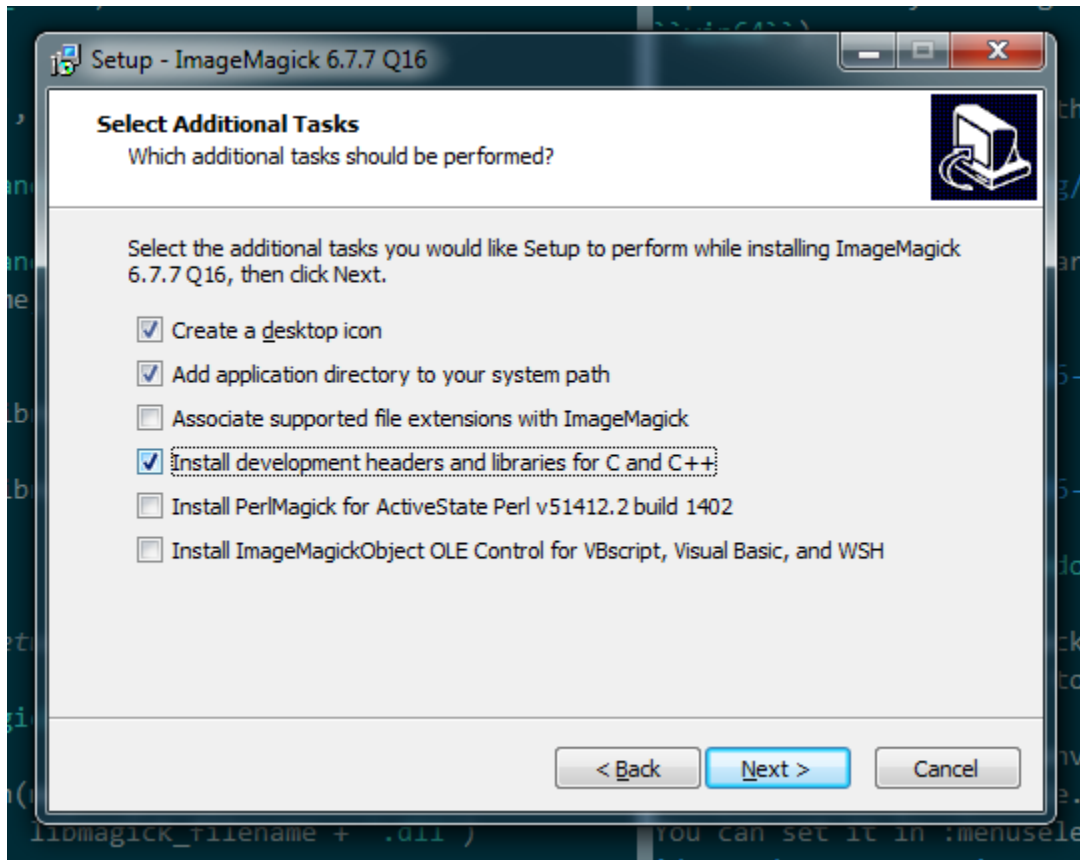 }}win64}})
Setup - ImageMagick 6.7.7 Q16
Select Additional Tasks
Which additional tasks should be performed?
Select the additional tasks you would like Setup to perform while installing ImageMagick
6.7.7 Q16, then click Next.
Create a desktop icon
Add application directory to your system path
Associate supported file extensions with ImageMagick
Install development headers and libraries for C and C++
Install PerlMagick for ActiveState Perl v51412.2 build 1402
Install ImageMagickObject OLE Control for VBscript, Visual Basic, and WSH
< Back
Next >
Cancel
libmagick_filename + '.dll')
You can set it in :menusele